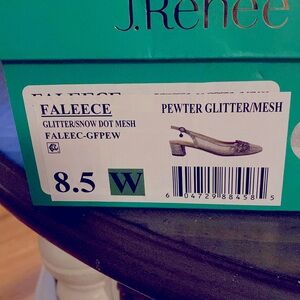 J.Renee
FALEECE
GLITTER/SNOW DOT MESH
FALEEC-GFPEW
PEWTER GLITTER/MESH
8.5 W
6 04729 88458 5